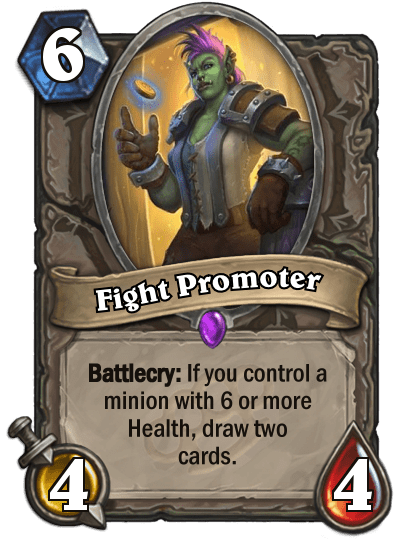 6
Fight Promoter
Battlecry: If you control a
minion with 6 or more
Health, draw two
cards.
4
4